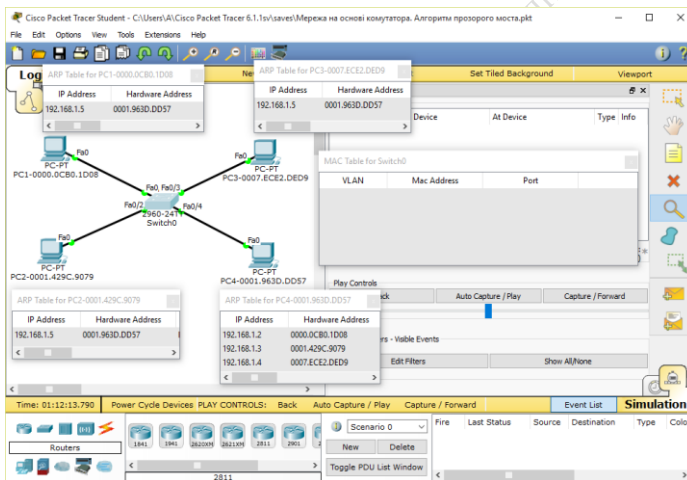 Cisco Packet Tracer Student - C:\Users\A\Cisco Packet Tracer 6.1.1sv\saves\Мережа на основі комутатора. Алгоритм прозорого моста.pkt
File Edit Options View Tools Extensions Help
Log
Ne
Set Tiled Background
Viewport
ARP Table for PC1-0000.0CB0.1D08
IP Address Hardware Address
192.168.1.5 0001.963D.DD57
ARP Table for PC3-0007.ECE2.DED9
IP Address Hardware Address
192.168.1.5 0001.963D.DD57
Device At Device Type Info
MAC Table for Switch0
VLAN Mac Address Port
Fa0
PC-PT
PC1-0000.0CB0.1D08
Fa0
PC-PT
PC3-0007.ECE2.DED9
Fa0, Fa0/3
Fa0/2 Fa0/4
2960-24T
Switch0
Fa0
PC-PT
PC2-0001.429C.9079
Fa0
PC-PT
PC4-0001.963D.DD57
ARP Table for PC2-0001.429C.9079
IP Address Hardware Address
192.168.1.5 0001.963D.DD57
ARP Table for PC4-0001.963D.DD57
IP Address Hardware Address
192.168.1.2 0000.0CB0.1D08
192.168.1.3 0001.429C.9079
192.168.1.4 0007.ECE2.DED9
Play Controls
ck Auto Capture / Play Capture / Forward
rs - Visible Events
Edit Filters Show All/None
Time: 01:12:13.790 Power Cycle Devices PLAY CONTROLS: Back Auto Capture / Play Capture / Forward Event List Simulation
Routers
1841 1941 2620XM 2621XM 2811 2901
2811
Scenario 0
New Delete
Toggle PDU List Window
Fire Last Status Source Destination Type Colo